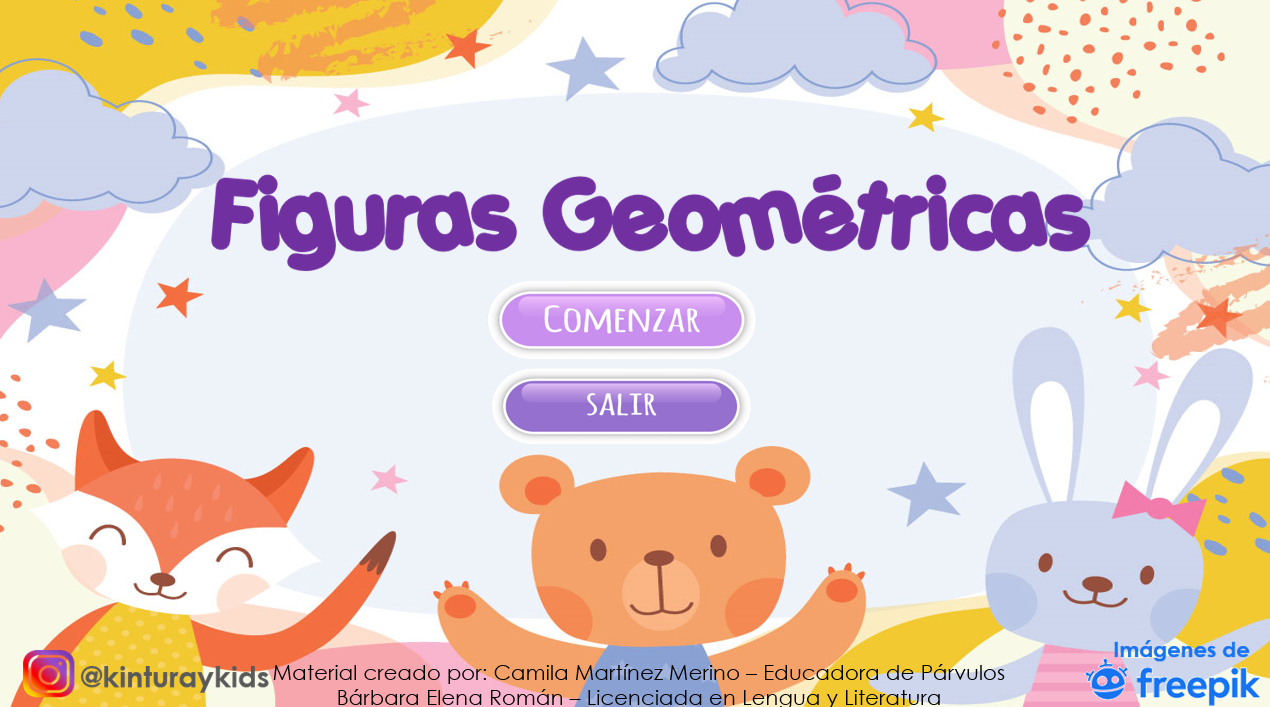 Figuras Geométricas
COMENZAR
SALIR
Imágenes de
freepik
@kinturaykids
Material creado por: Camila Martínez Merino – Educadora de Párvulos
Bárbara Elena Román – Licenciada en Lengua y Literatura